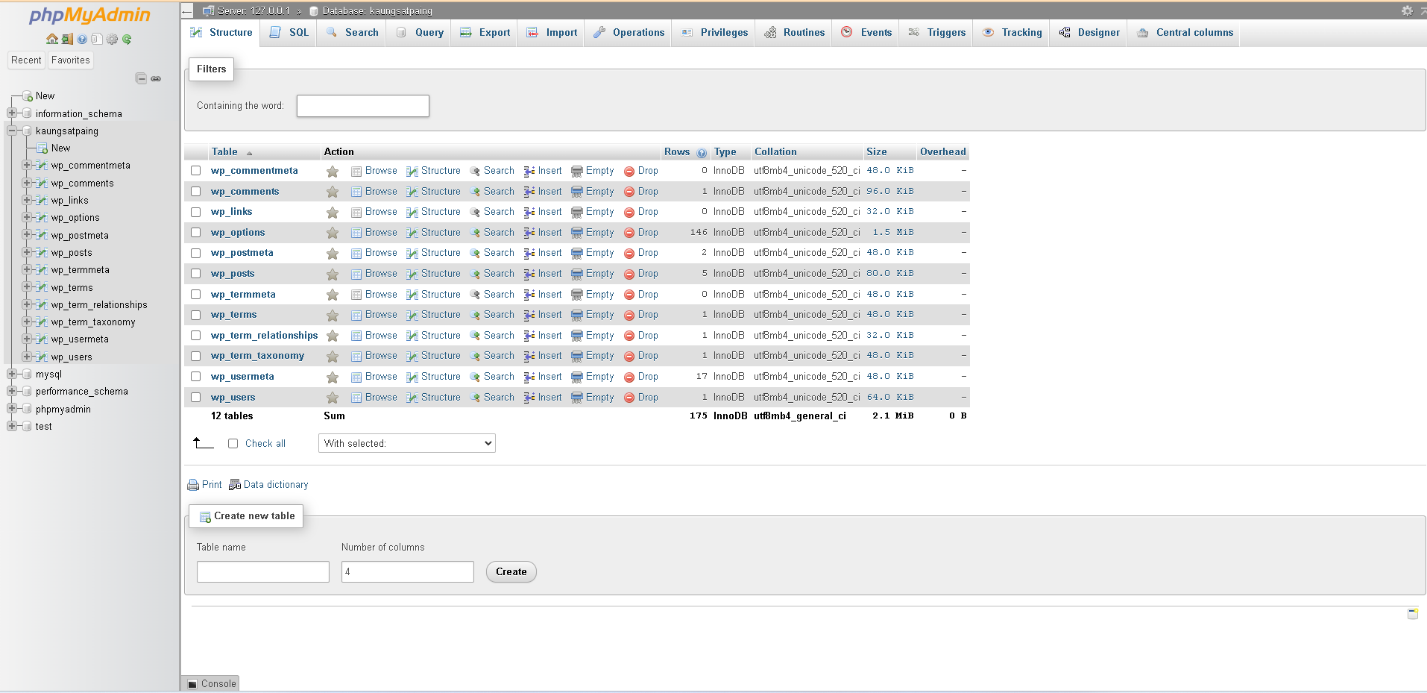 phpMyAdmin
Recent Favorites
New
information_schema
kaungsatpaing
New
wp_commentmeta
wp_comments
wp_links
wp_options
wp_postmeta
wp_posts
wp_termmeta
wp_terms
wp_term_relationships
wp_term_taxonomy
wp_usermeta
wp_users
mysql
performance_schema
phpmyadmin
test
Server: 127.0.0.1 » Database: kaungsatpaing
Structure SQL Search Query Export Import Operations Privileges Routines Events Triggers Tracking Designer Central columns
Filters
Containing the word:
Table Action Rows Type Collation Size Overhead
wp_commentmeta Browse Structure Search Insert Empty Drop 0 InnoDB utf8mb4_unicode_520_ci 48.0 KiB -
wp_comments Browse Structure Search Insert Empty Drop 1 InnoDB utf8mb4_unicode_520_ci 96.0 KiB -
wp_links Browse Structure Search Insert Empty Drop 0 InnoDB utf8mb4_unicode_520_ci 32.0 KiB -
wp_options Browse Structure Search Insert Empty Drop 146 InnoDB utf8mb4_unicode_520_ci 1.5 MiB -
wp_postmeta Browse Structure Search Insert Empty Drop 2 InnoDB utf8mb4_unicode_520_ci 48.0 KiB -
wp_posts Browse Structure Search Insert Empty Drop 5 InnoDB utf8mb4_unicode_520_ci 80.0 KiB -
wp_termmeta Browse Structure Search Insert Empty Drop 0 InnoDB utf8mb4_unicode_520_ci 48.0 KiB -
wp_terms Browse Structure Search Insert Empty Drop 1 InnoDB utf8mb4_unicode_520_ci 48.0 KiB -
wp_term_relationships Browse Structure Search Insert Empty Drop 1 InnoDB utf8mb4_unicode_520_ci 32.0 KiB -
wp_term_taxonomy Browse Structure Search Insert Empty Drop 1 InnoDB utf8mb4_unicode_520_ci 48.0 KiB -
wp_usermeta Browse Structure Search Insert Empty Drop 17 InnoDB utf8mb4_unicode_520_ci 48.0 KiB -
wp_users Browse Structure Search Insert Empty Drop 1 InnoDB utf8mb4_unicode_520_ci 64.0 KiB -
12 tables Sum 175 InnoDB utf8mb4_general_ci 2.1 MiB 0 B
Check all With selected:
Print Data dictionary
Create new table
Table name Number of columns
4 Create
Console